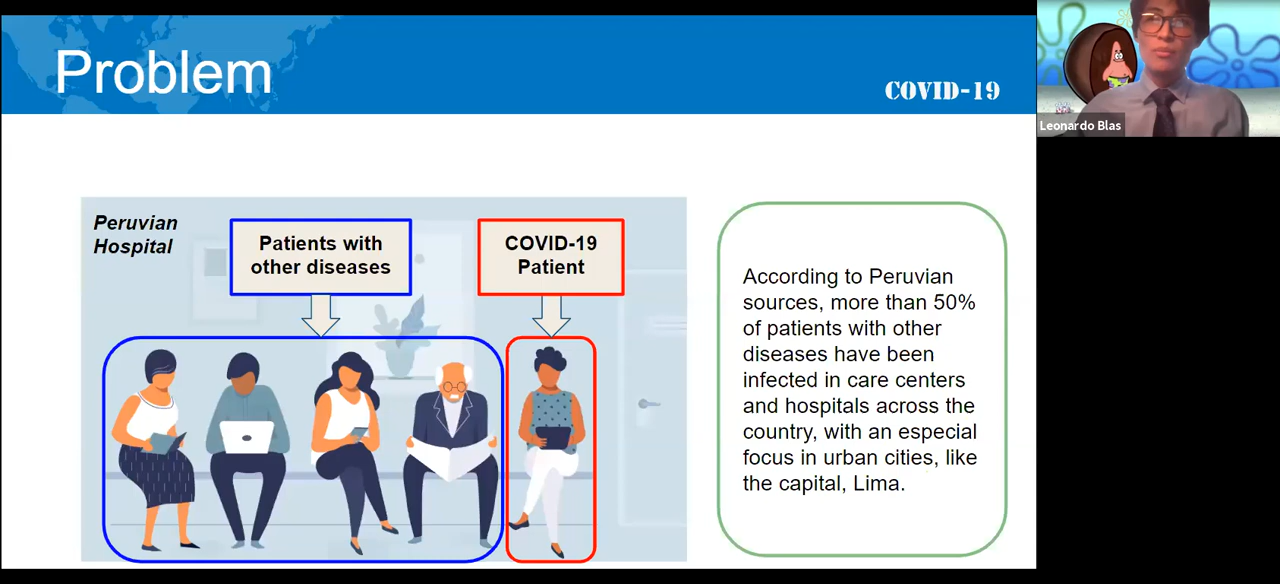 Problem
COVID-19
Leonardo Blas
Peruvian
Hospital
Patients with
other diseases
COVID-19
Patient
According to Peruvian
sources, more than 50%
of patients with other
diseases have been
infected in care centers
and hospitals across the
country, with an especial
focus in urban cities, like
the capital, Lima.